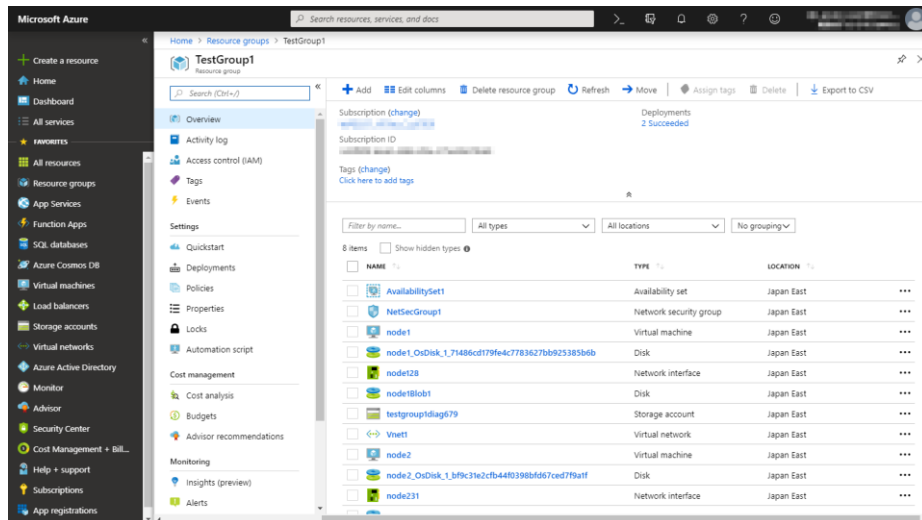 Microsoft Azure
Search resources, services, and docs
Create a resource
Home
Dashboard
All services
FAVORITES
All resources
Resource groups
App Services
Function Apps
SQL databases
Azure Cosmos DB
Virtual machines
Load balancers
Storage accounts
Virtual networks
Azure Active Directory
Monitor
Advisor
Security Center
Cost Management + Bill...
Help + support
Subscriptions
App registrations
Home > Resource groups > TestGroup1
TestGroup1
Resource group
Search (Ctrl+/)
Overview
Activity log
Access control (IAM)
Tags
Events
Settings
Quickstart
Deployments
Policies
Properties
Locks
Automation script
Cost management
Cost analysis
Budgets
Advisor recommendations
Monitoring
Insights (preview)
Alerts
Add Edit columns Delete resource group Refresh Move Assign tags Delete Export to CSV
Subscription (change) Deployments
2 Succeeded
Subscription ID
Tags (change)
Click here to add tags
Filter by name... All types All locations No grouping
8 items Show hidden types
NAME TYPE LOCATION
AvailabilitySet1 Availability set Japan East
NetSecGroup1 Network security group Japan East
node1 Virtual machine Japan East
node1_OsDisk_1_71486cd179fe4c7783627bb925385b6b Disk Japan East
node128 Network interface Japan East
node1Blob1 Disk Japan East
testgroup1diag679 Storage account Japan East
Vnet1 Virtual network Japan East
node2 Virtual machine Japan East
node2_OsDisk_1_bf9c31e2cfb44f0398bfd67ced7f9a1f Disk Japan East
node231 Network interface Japan East